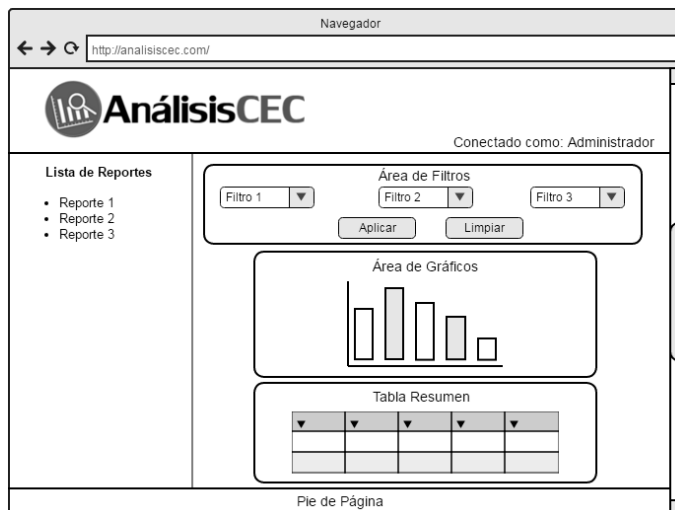 Navegador
http://analisiscec.com/
AnálisisCEC
Conectado como: Administrador
Lista de Reportes
Reporte 1
Reporte 2
Reporte 3
Área de Filtros
Filtro 1
Filtro 2
Filtro 3
Aplicar
Limpiar
Área de Gráficos
Tabla Resumen
Pie de Página